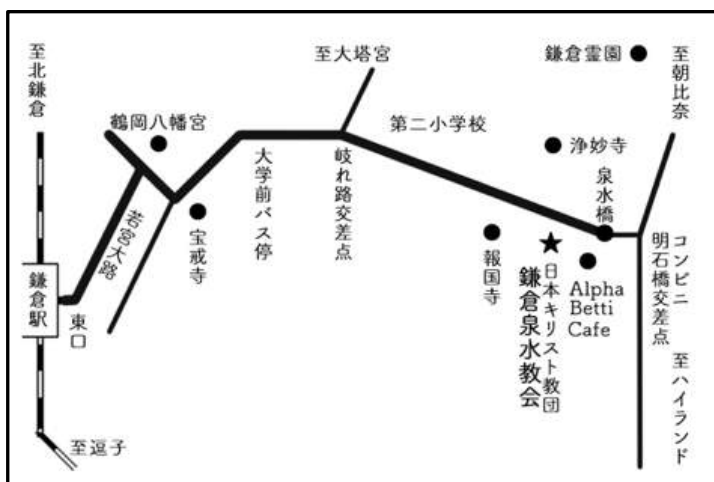 至北鎌倉
至大塔宮
鎌倉霊園
至朝比奈
鶴岡八幡宮
第二小学校
浄妙寺
泉水橋
大学前バス停
岐れ路交差点
若宮大路
宝戒寺
報国寺
日本キリスト教団
鎌倉泉水教会
Alpha
Betti
Cafe
コンビニ
明石橋交差点
鎌倉駅
東口
至ハイランド
至逗子